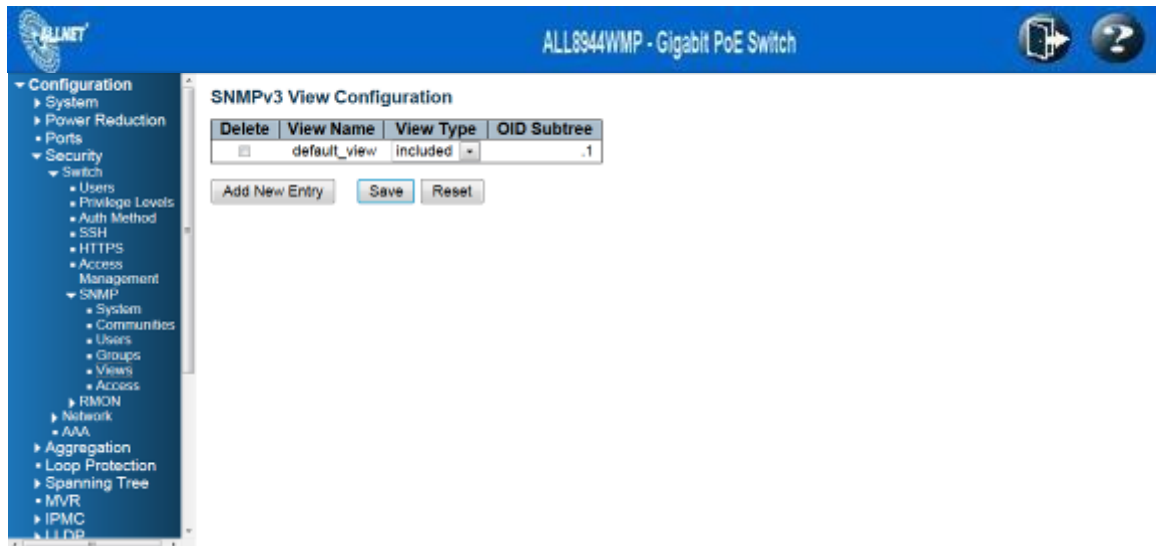 ALLNET
ALL8944WMP - Gigabit PoE Switch
?
Configuration
System
Power Reduction
Ports
Security
Switch
Users
Privilege Levels
Auth Method
SSH
HTTPS
Access
Management
SNMP
System
Communities
Users
Groups
Views
Access
RMON
Network
AAA
Aggregation
Loop Protection
Spanning Tree
MVR
IPMC
LLDP
SNMPv3 View Configuration
Delete View Name View Type OID Subtree
default_view included .1
Add New Entry Save Reset